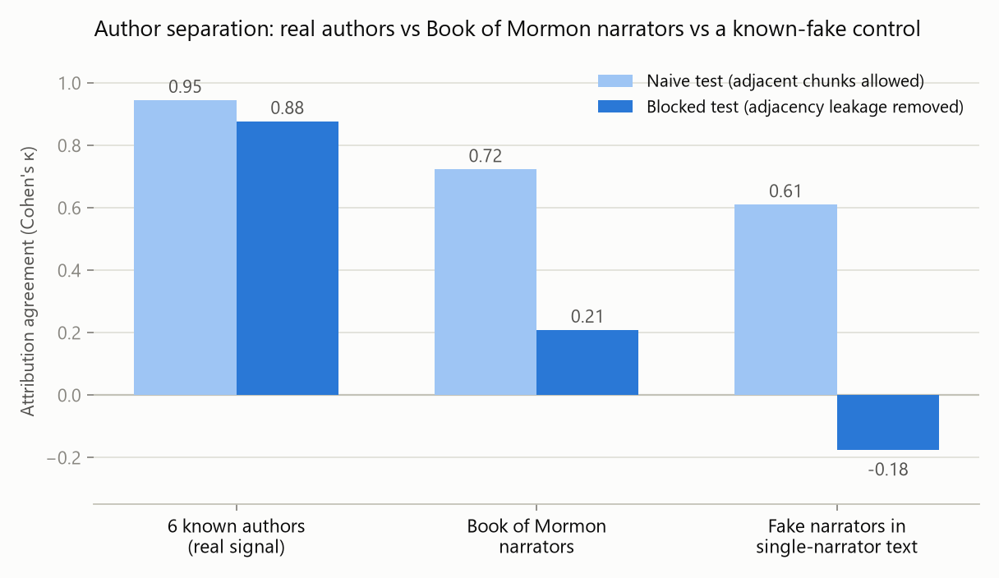 Author separation: real authors vs Book of Mormon narrators vs a known-fake control
Naive test (adjacent chunks allowed)
Blocked test (adjacency leakage removed)
Attribution agreement (Cohen's κ)
1.0
0.8
0.6
0.4
0.2
0.0
−0.2
0.95
0.88
0.72
0.21
0.61
-0.18
6 known authors
(real signal)
Book of Mormon
narrators
Fake narrators in
single-narrator text